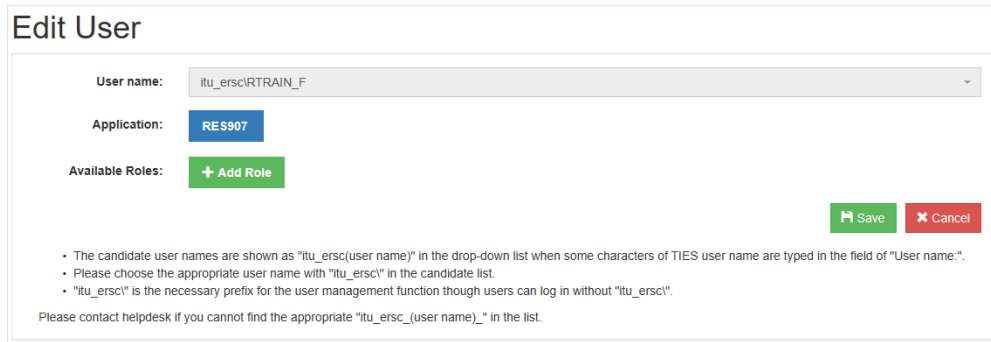 Edit User
User name: itu_ersc\RTRAIN_F
Application: RES907
Available Roles: + Add Role
Save Cancel
• The candidate user names are shown as "itu_ersc(user name)" in the drop-down list when some characters of TIES user name are typed in the field of "User name:".
• Please choose the appropriate user name with "itu_ersc\" in the candidate list.
• "itu_ersc\" is the necessary prefix for the user management function though users can log in without "itu_ersc\".
Please contact helpdesk if you cannot find the appropriate "itu_ersc_(user name)_" in the list.